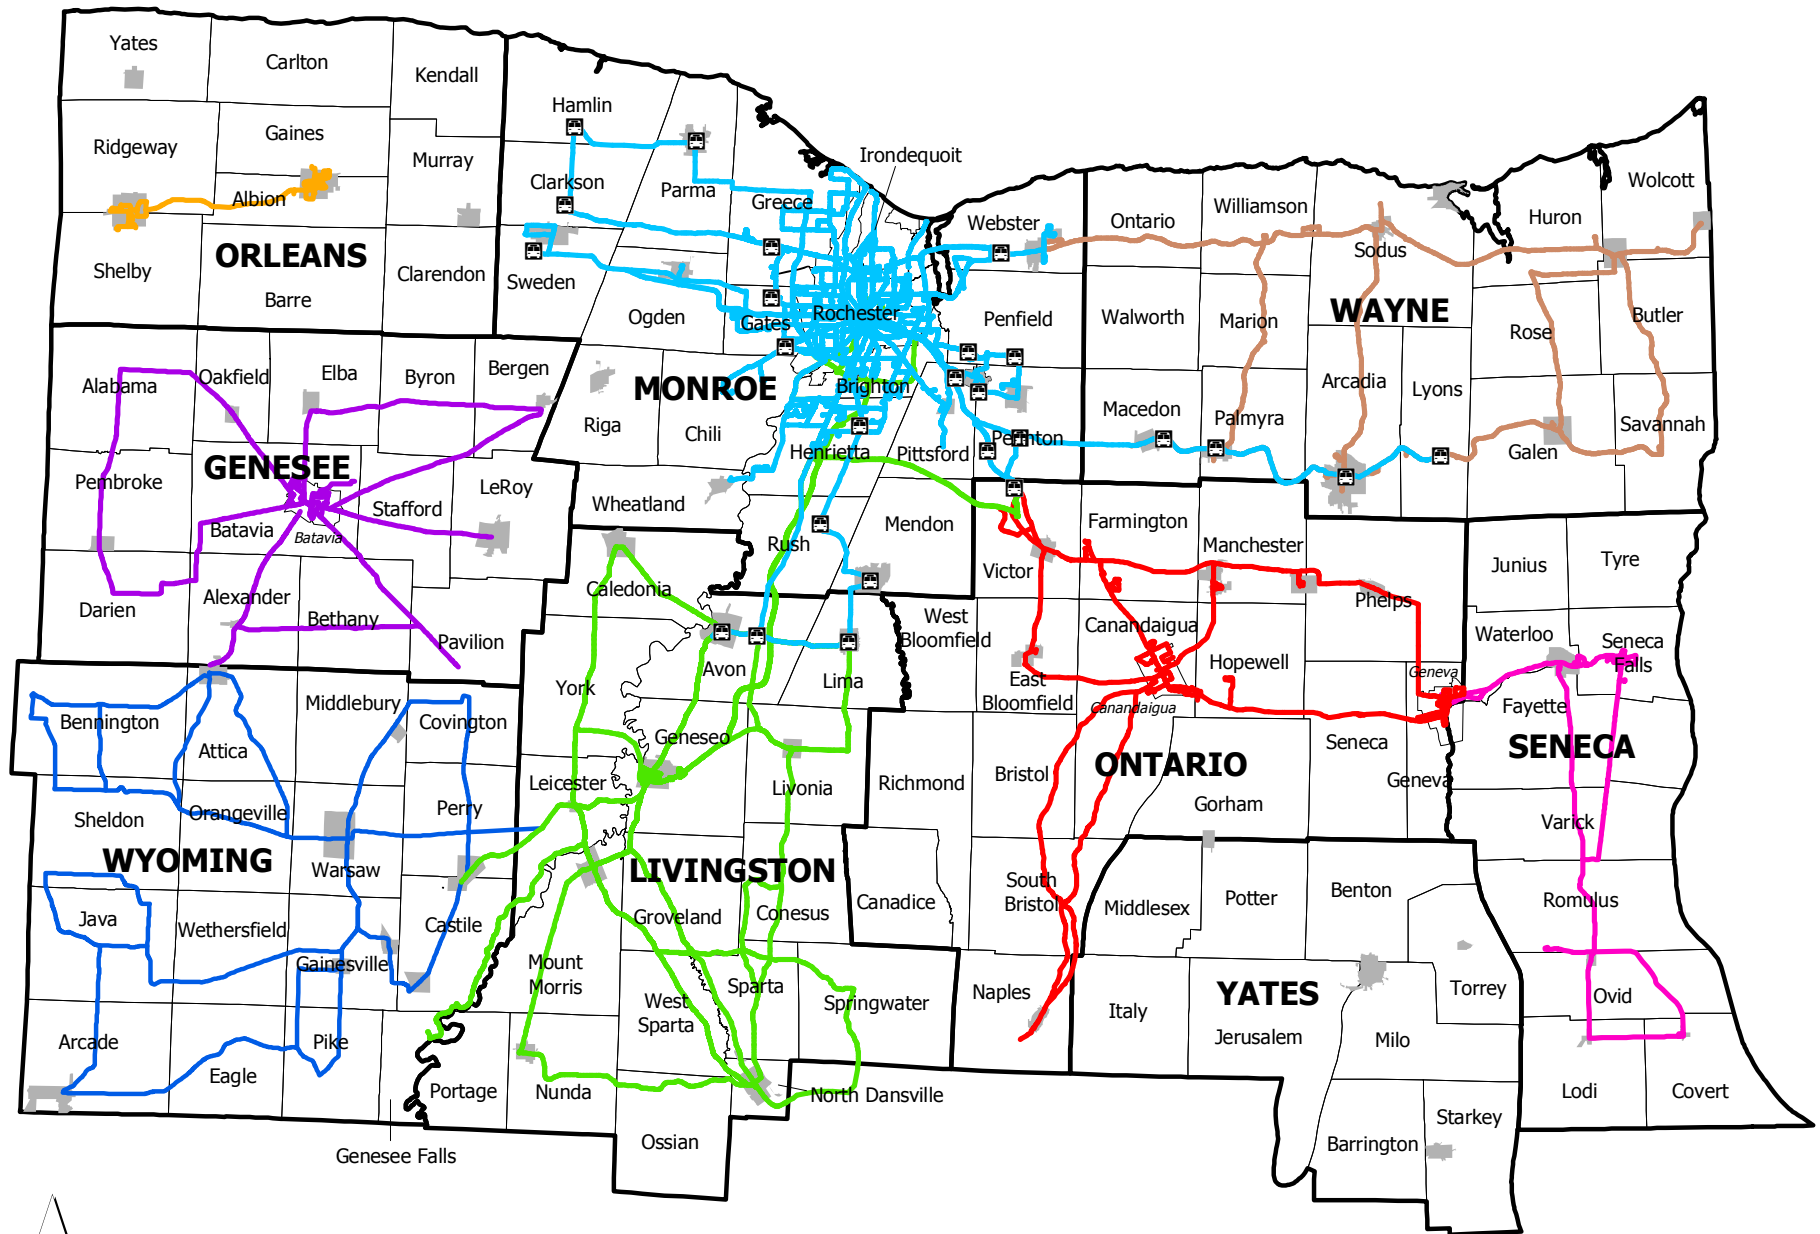 Yates
Carlton
Kendall
Hamlin
Ridgeway
Gaines
Murray
Irondequoit
Clarkson
Parma
Albion
Greece
Webster
Ontario
Williamson
Huron
Wolcott
Shelby
ORLEANS
Barre
Clarendon
Sweden
Sodus
Ogden
Gates
Rochester
Penfield
Walworth
Marion
WAYNE
Rose
Butler
Alabama
Oakfield
Elba
Byron
Bergen
MONROE
Brighton
Arcadia
Lyons
Riga
Chili
Macedon
Palmyra
Savannah
Pembroke
GENESEE
LeRoy
Henrietta
Pittsford
Perinton
Galen
Batavia
Batavia
Stafford
Wheatland
Rush
Mendon
Farmington
Manchester
Victor
Junius
Tyre
Darien
Alexander
Bethany
Pavilion
Caledonia
West
Bloomfield
Canandaigua
Phelps
Waterloo
Seneca
Falls
York
Avon
Lima
East
Bloomfield
Canandaigua
Hopewell
Geneva
Fayette
Bennington
Attica
Middlebury
Covington
Geneseo
Bristol
ONTARIO
Seneca
SENECA
Sheldon
Orangeville
Perry
Leicester
Livonia
Richmond
Gorham
Geneva
Varick
WYOMING
Warsaw
LIVINGSTON
South
Bristol
Middlesex
Potter
Benton
Romulus
Java
Wethersfield
Gainesville
Castile
Groveland
Conesus
Canadice
Mount
Morris
West
Sparta
Sparta
Springwater
Naples
Italy
YATES
Jerusalem
Torrey
Ovid
Arcade
Eagle
Pike
Portage
Nunda
North Dansville
Milo
Lodi
Covert
Genesee Falls
Ossian
Barrington
Starkey